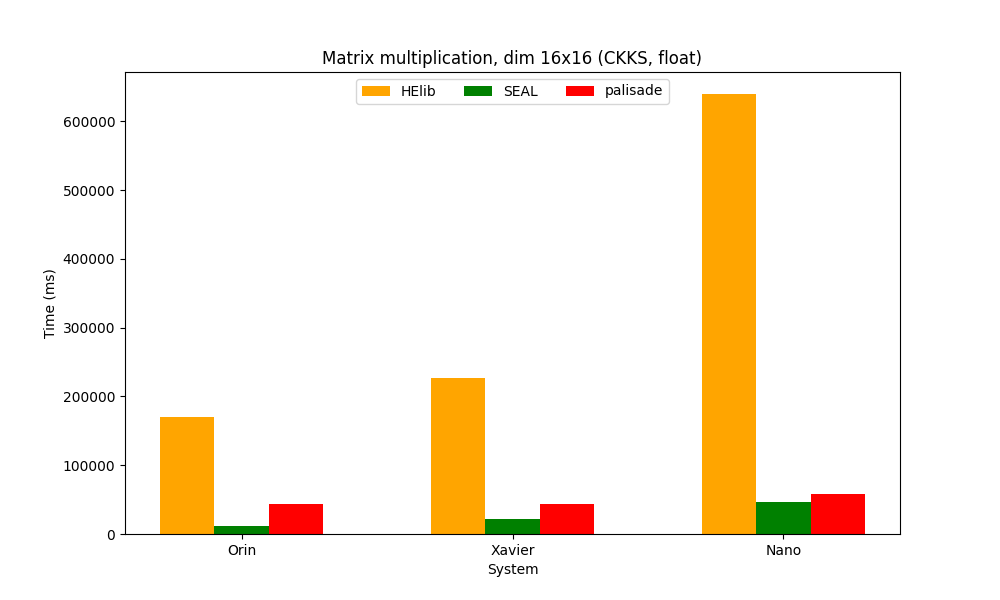 Matrix multiplication, dim 16x16 (CKKS, float)
HElib SEAL palisade
600000
500000
400000
300000
200000
100000
0
Time (ms)
Orin Xavier Nano
System